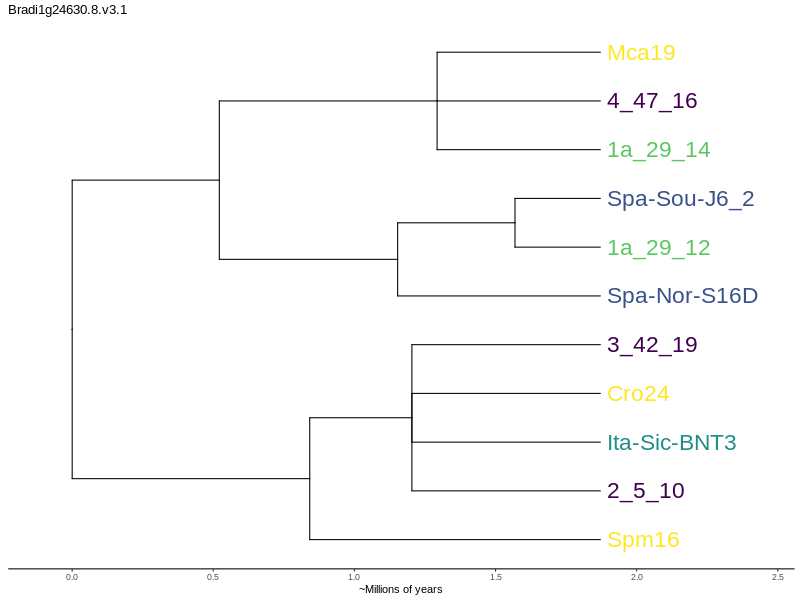 Bradi1g24630.8.v3.1
Mca19
4_47_16
1a_29_14
Spa-Sou-J6_2
1a_29_12
Spa-Nor-S16D
3_42_19
Cro24
Ita-Sic-BNT3
2_5_10
Spm16
0.0 0.5 1.0 1.5 2.0 2.5
~Millions of years